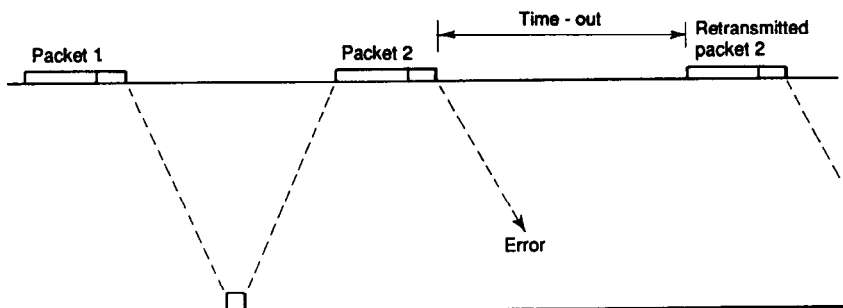 Packet 1
Packet 2
Time - out
Retransmitted
packet 2
Error